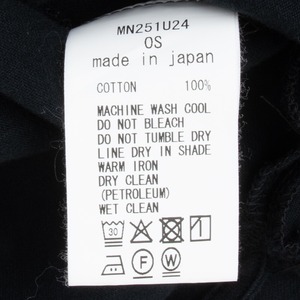 MN251U24
OS
made in japan
COTTON 100%
MACHINE WASH COOL
DO NOT BLEACH
DO NOT TUMBLE DRY
LINE DRY IN SHADE
WARM IRON
DRY CLEAN
(PETROLEUM)
WET CLEAN
30
F W